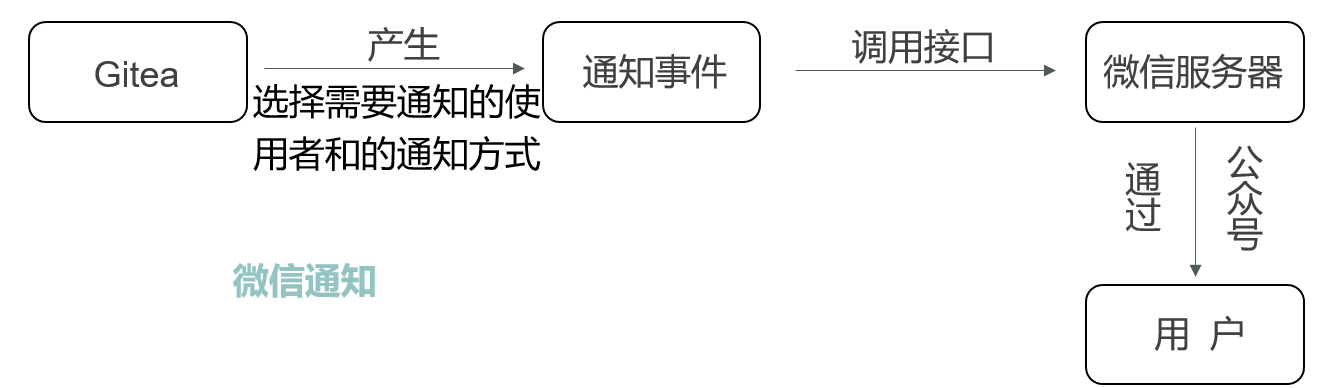 Gitea
产生
选择需要通知的使
用者和的通知方式
通知事件
调用接口
微信服务器
通过
公众号
用 户
微信通知